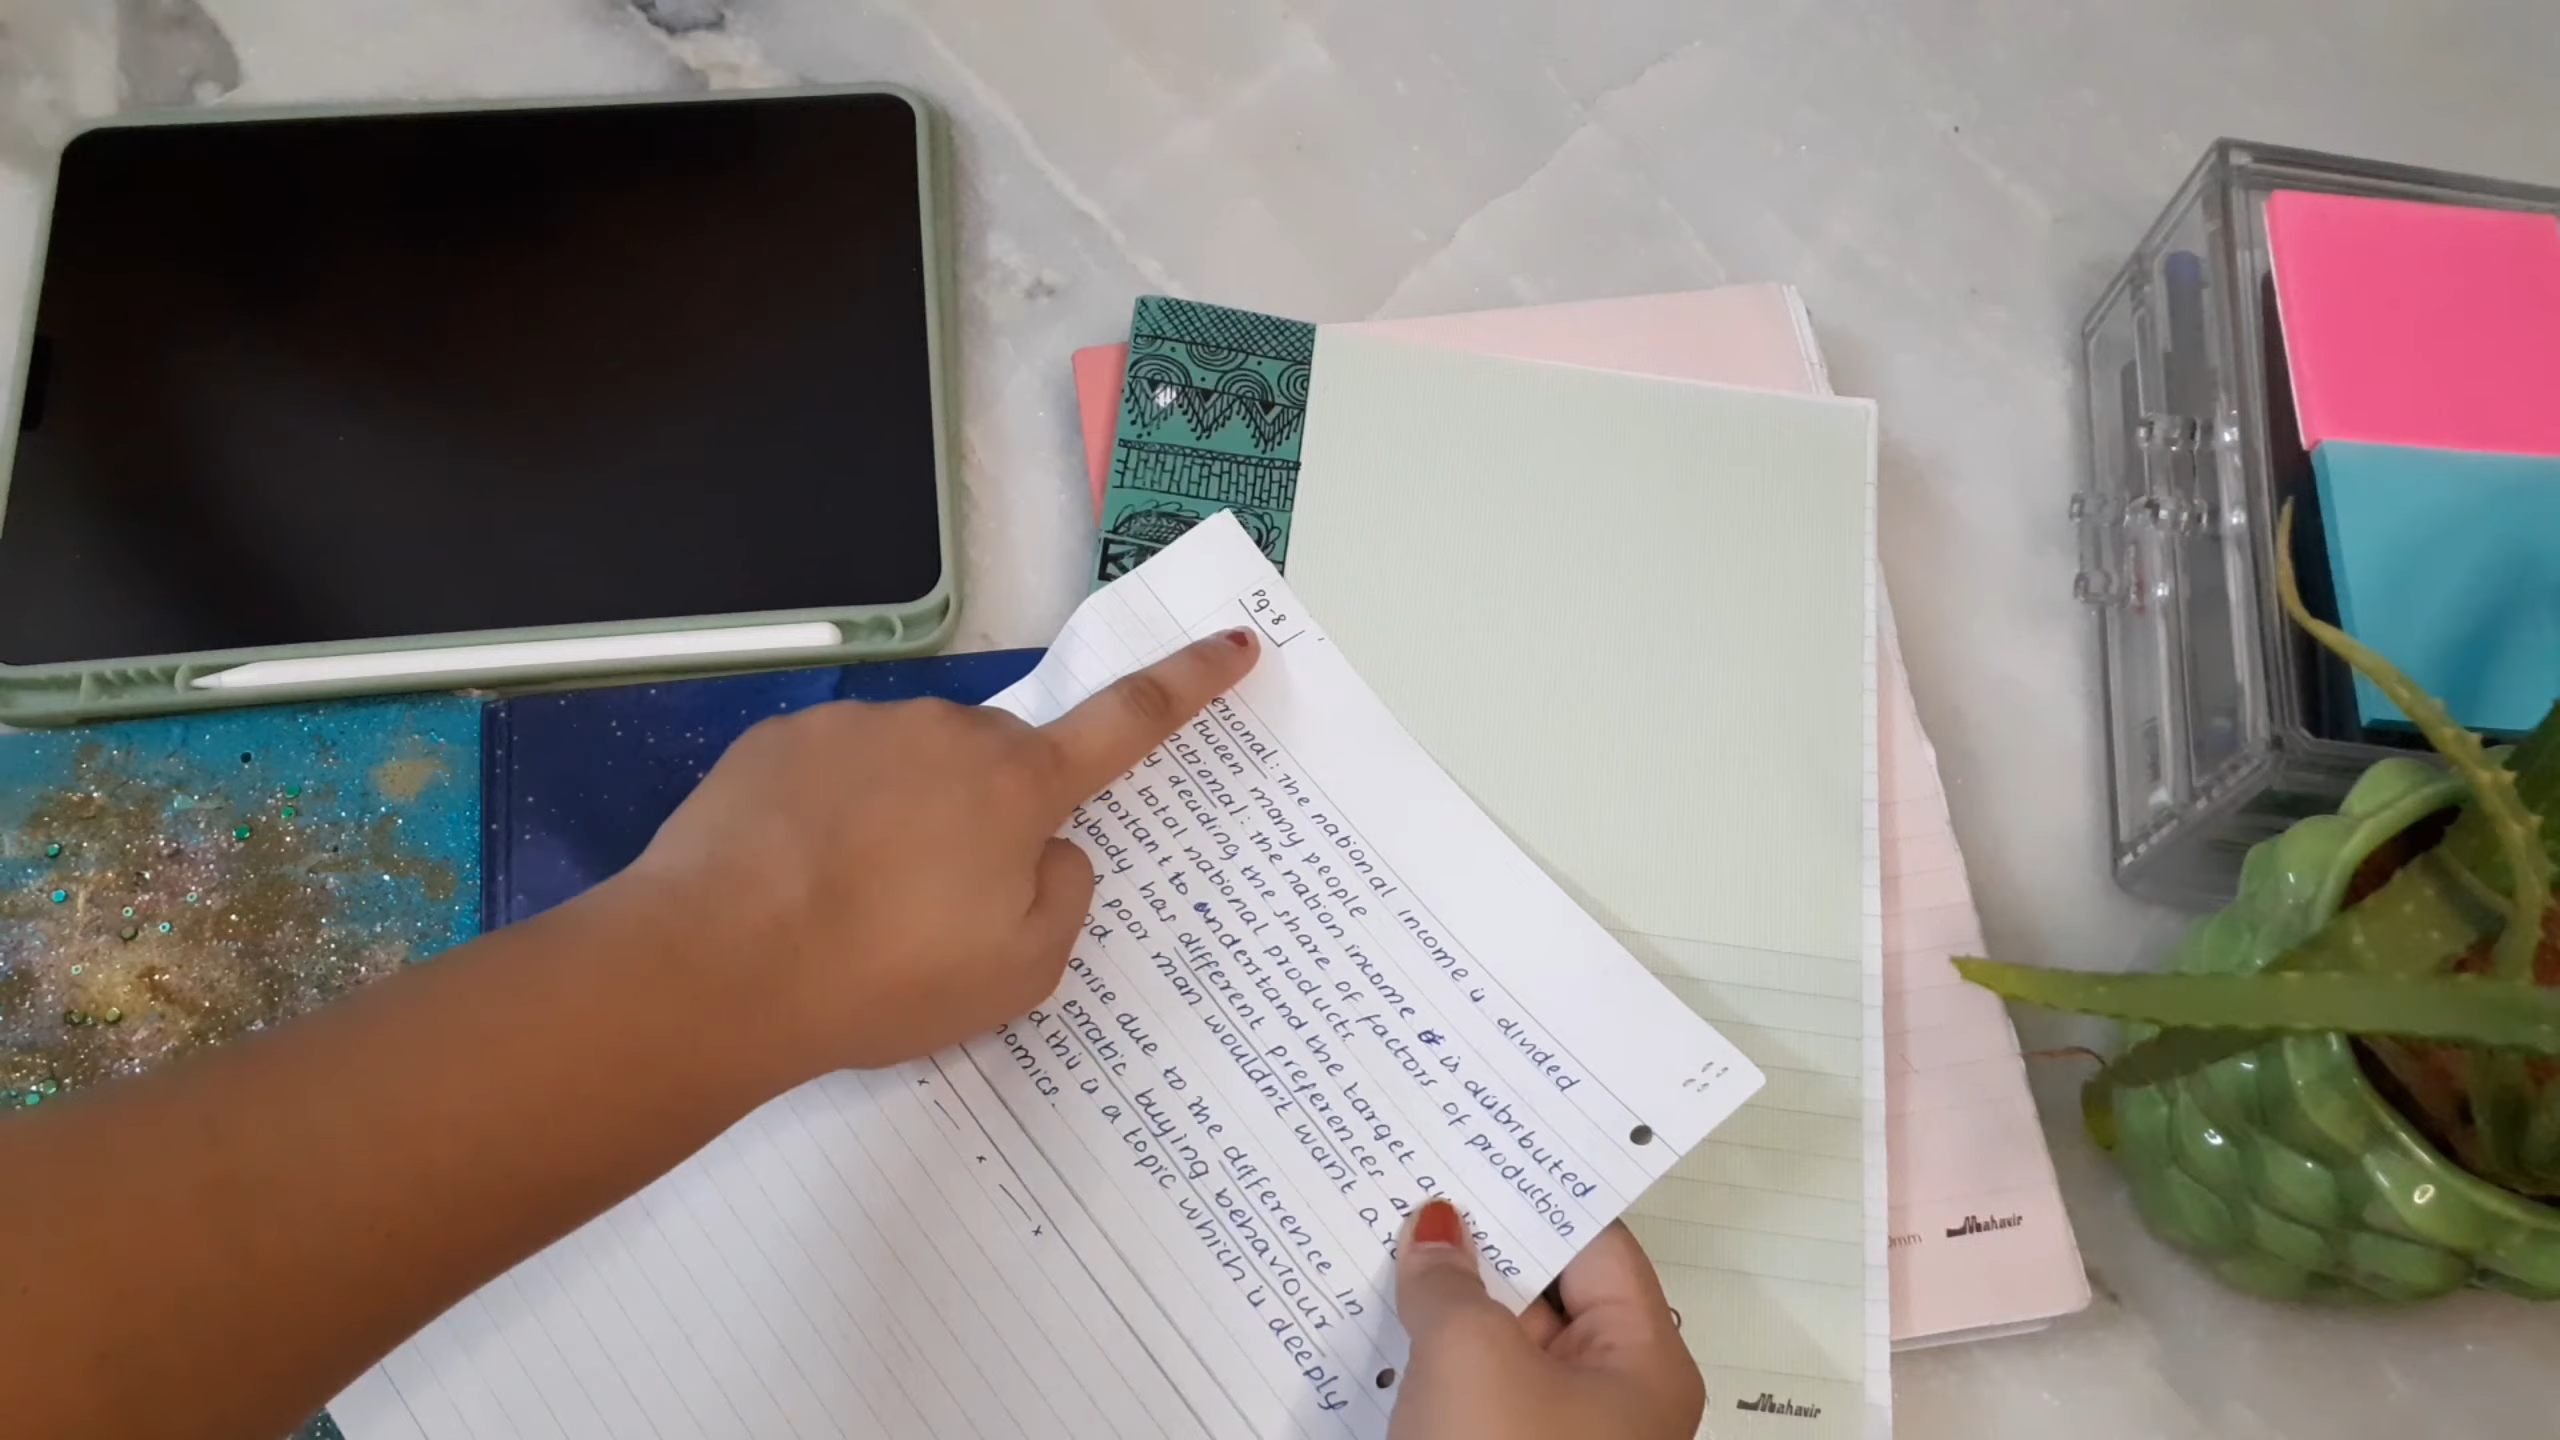 Pg-8
ersonal: The national income is divided
tween many people
nctional: The nation income is distributed
y deciding the share of factors of production
n total national products
portant to understand the target audience
rybody has different preferences a
poor man wouldn't want a
od.
arise due to the difference in
erratic buying behaviour
d this is a topic which is deeply
nomics.
x — x — x
mm
Mahavir
Mahavir